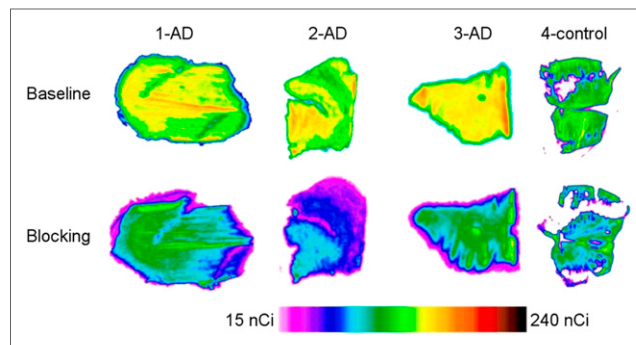 1-AD 2-AD 3-AD 4-control
Baseline
Blocking
15 nCi 240 nCi